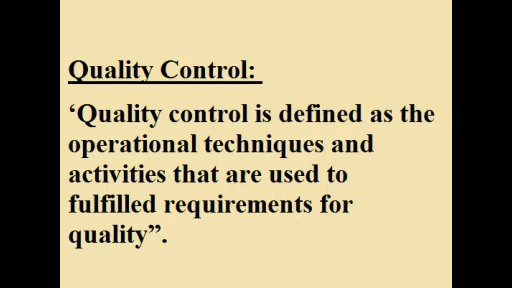 Quality Control:
‘Quality control is defined as the
operational techniques and
activities that are used to
fulfilled requirements for
quality”.